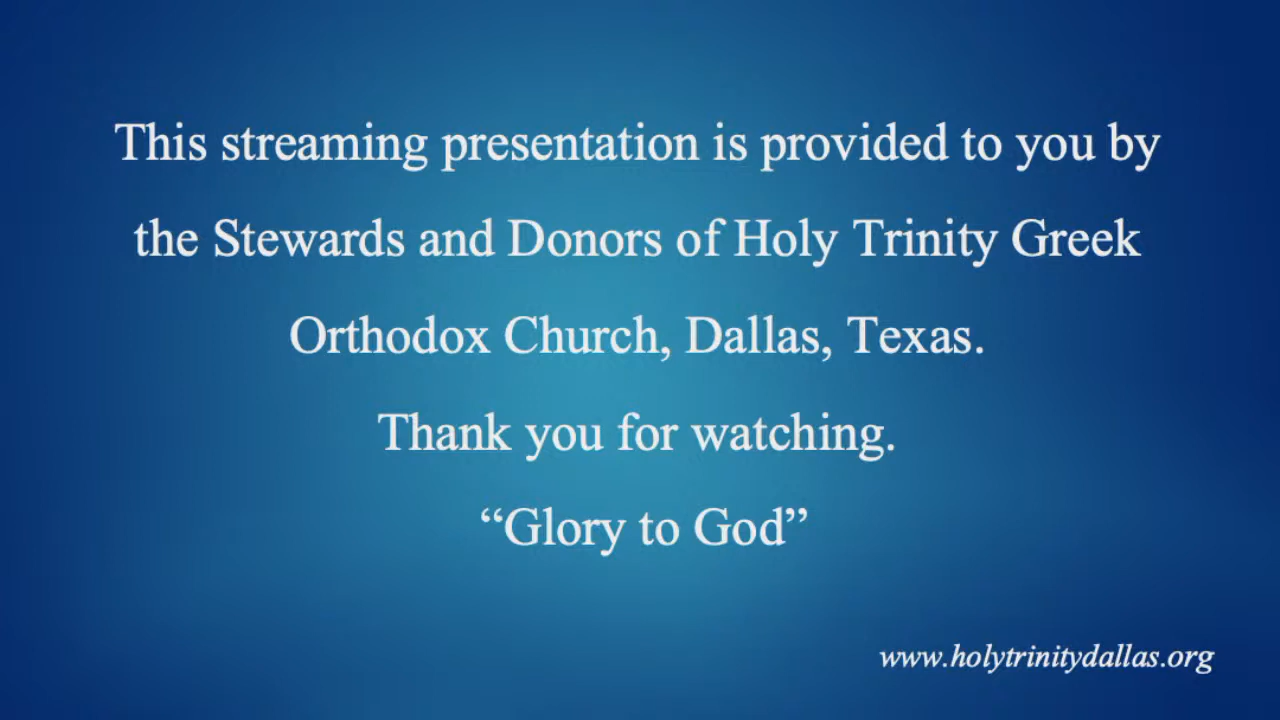 This streaming presentation is provided to you by
the Stewards and Donors of Holy Trinity Greek
Orthodox Church, Dallas, Texas.
Thank you for watching.
“Glory to God”
www.holytrinitydallas.org